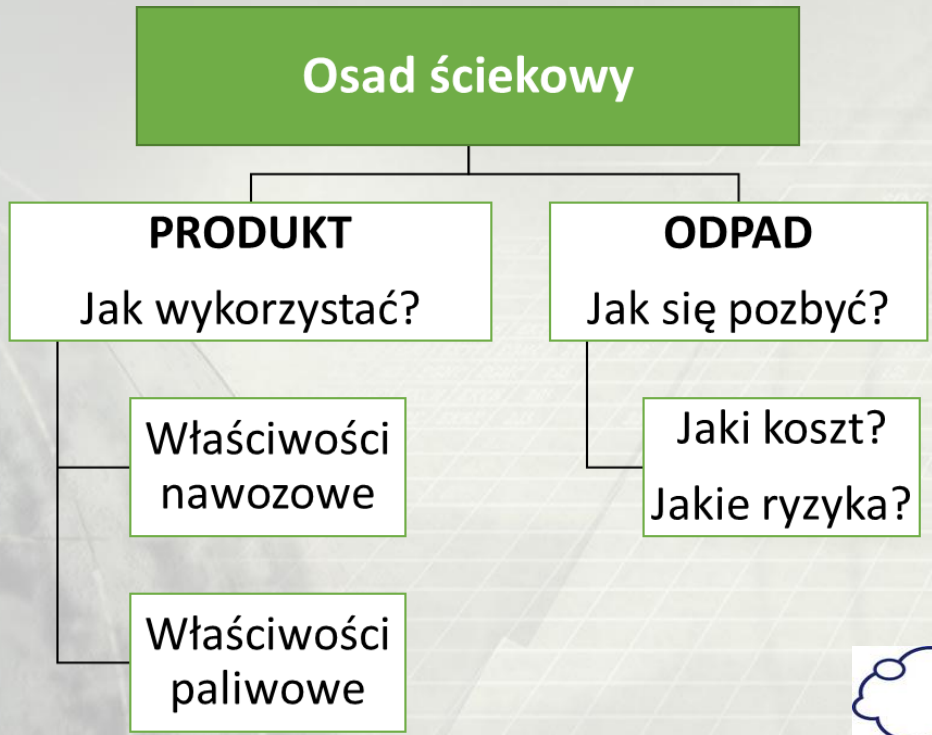 Osad ściekowy
PRODUKT
Jak wykorzystać?
Właściwości
nawozowe
Właściwości
paliwowe
ODPAD
Jak się pozbyć?
Jaki koszt?
Jakie ryzyka?